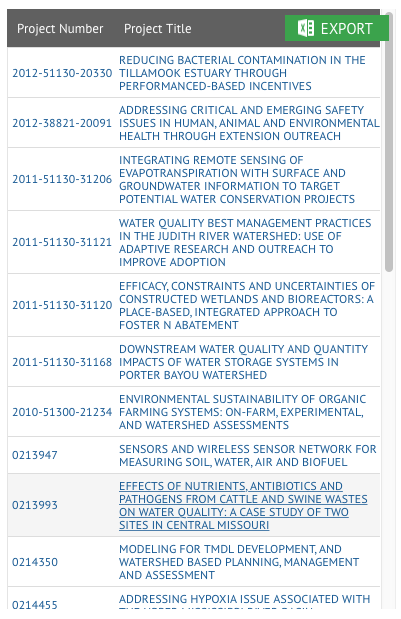 Project Number Project Title EXPORT
2012-51130-20330
REDUCING BACTERIAL CONTAMINATION IN THE
TILLAMOOK ESTUARY THROUGH
PERFORMANCED-BASED INCENTIVES
2012-38821-20091
ADDRESSING CRITICAL AND EMERGING SAFETY
ISSUES IN HUMAN, ANIMAL AND ENVIRONMENTAL
HEALTH THROUGH EXTENSION OUTREACH
2011-51130-31206
INTEGRATING REMOTE SENSING OF
EVAPOTRANSPIRATION WITH SURFACE AND
GROUNDWATER INFORMATION TO TARGET
POTENTIAL WATER CONSERVATION PROJECTS
2011-51130-31121
WATER QUALITY BEST MANAGEMENT PRACTICES
IN THE JUDITH RIVER WATERSHED: USE OF
ADAPTIVE RESEARCH AND OUTREACH TO
IMPROVE ADOPTION
2011-51130-31120
EFFICACY, CONSTRAINTS AND UNCERTAINTIES OF
CONSTRUCTED WETLANDS AND BIOREACTORS: A
PLACE-BASED, INTEGRATED APPROACH TO
FOSTER N ABATEMENT
2011-51130-31168
DOWNSTREAM WATER QUALITY AND QUANTITY
IMPACTS OF WATER STORAGE SYSTEMS IN
PORTER BAYOU WATERSHED
2010-51300-21234
ENVIRONMENTAL SUSTAINABILITY OF ORGANIC
FARMING SYSTEMS: ON-FARM, EXPERIMENTAL,
AND WATERSHED ASSESSMENTS
0213947
SENSORS AND WIRELESS SENSOR NETWORK FOR
MEASURING SOIL, WATER, AIR AND BIOFUEL
0213993
EFFECTS OF NUTRIENTS, ANTIBIOTICS AND
PATHOGENS FROM CATTLE AND SWINE WASTES
ON WATER QUALITY: A CASE STUDY OF TWO
SITES IN CENTRAL MISSOURI
0214350
MODELING FOR TMDL DEVELOPMENT, AND
WATERSHED BASED PLANNING, MANAGEMENT
AND ASSESSMENT
0214455
ADDRESSING HYPOXIA ISSUE ASSOCIATED WITH